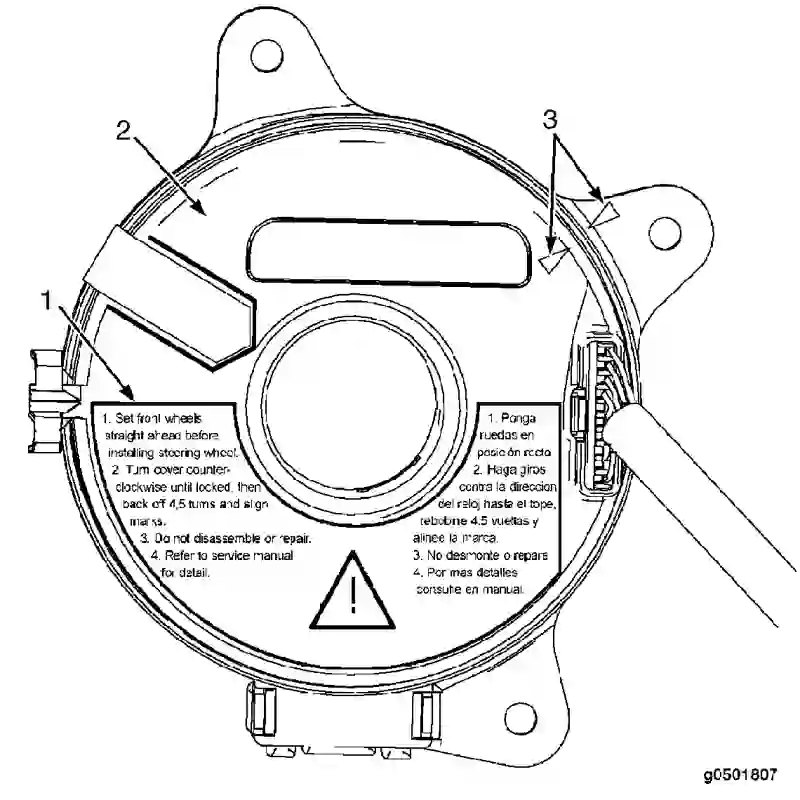 3
2
1
1. Set front wheels
straight ahead before
installing steering wheel.
2. Turn cover counter-
clockwise until locked, then
back off 4,5 turns and align
marks.
3. Do not disassemble or repair.
4. Refer to service manual
for detail.
1. Ponga
ruedas en
posición recta
2. Haga giros
contra la direccion
del reloj hasta el tope,
rebobine 4.5 vueltas y
alinee la marca.
3. No desmonte o repare
4. Por mas detalles
consulte en manual.
g0501807